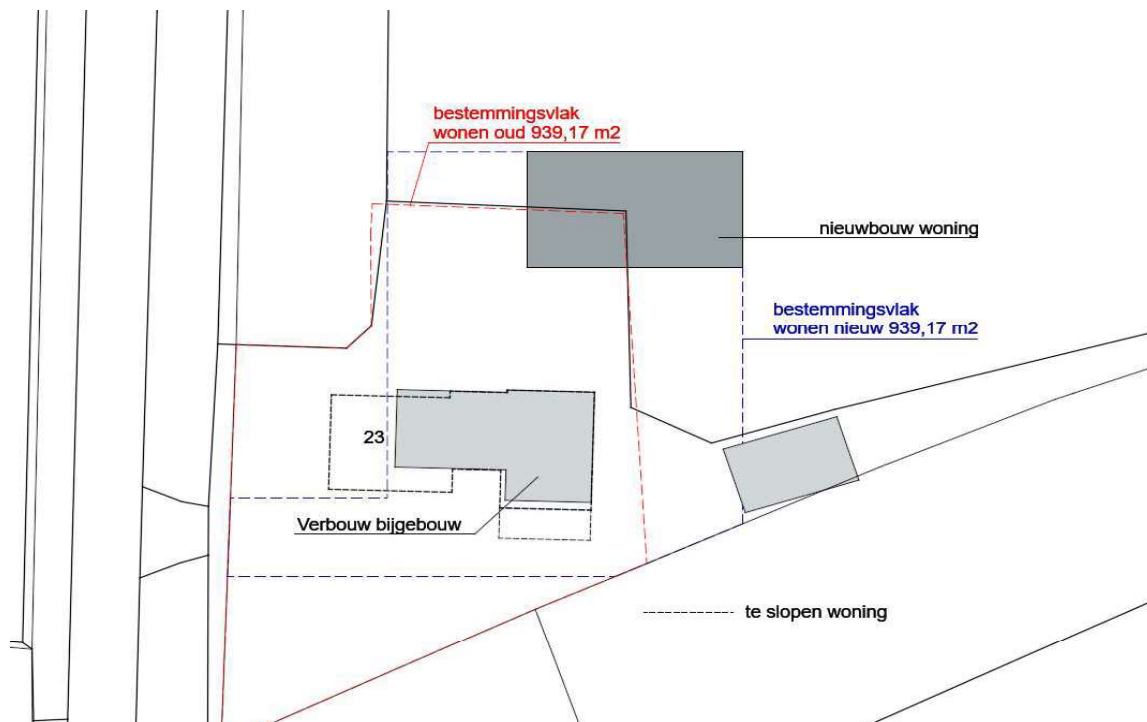 bestemmingsvlak
wonen oud 939,17 m2
nieuwbouw woning
bestemmingsvlak
wonen nieuw 939,17 m2
23
Verbouw bijgebouw
te slopen woning